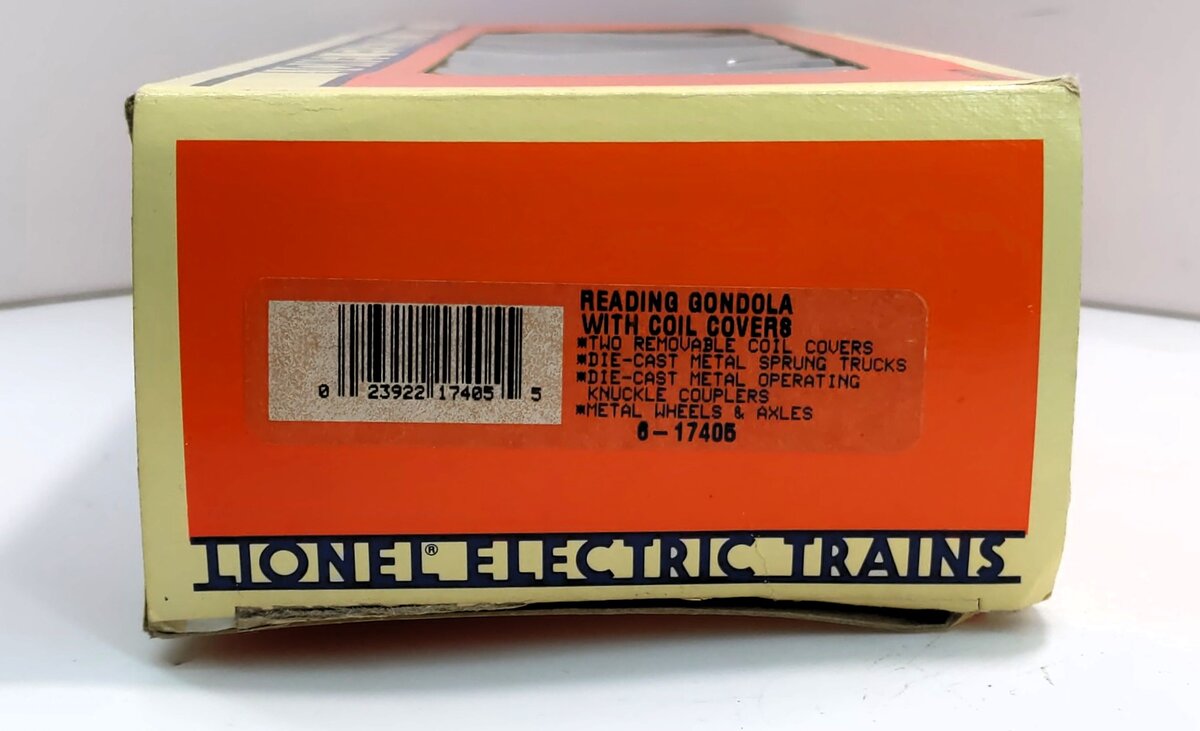 READING GONDOLA
WITH COIL COVERS
*TWO REMOVABLE COIL COVERS
*DIE-CAST METAL SPRUNG TRUCKS
*DIE-CAST METAL OPERATING
KNUCKLE COUPLERS
*METAL WHEELS & AXLES
6-17405
0 23922 17405 5
LIONEL® ELECTRIC TRAINS